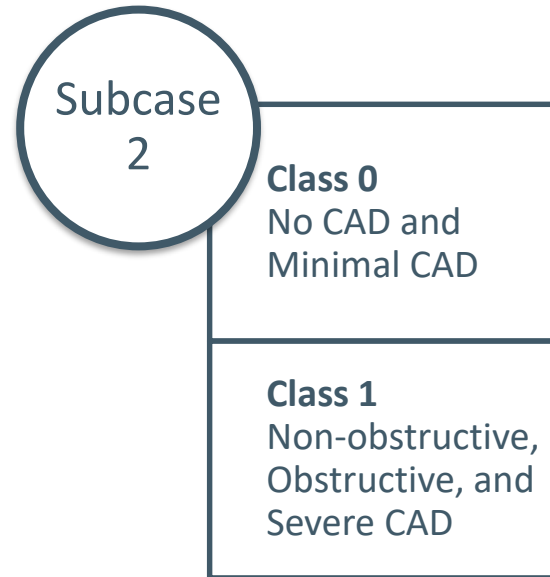 Subcase
2
Class 0
No CAD and
Minimal CAD
Class 1
Non-obstructive,
Obstructive, and
Severe CAD